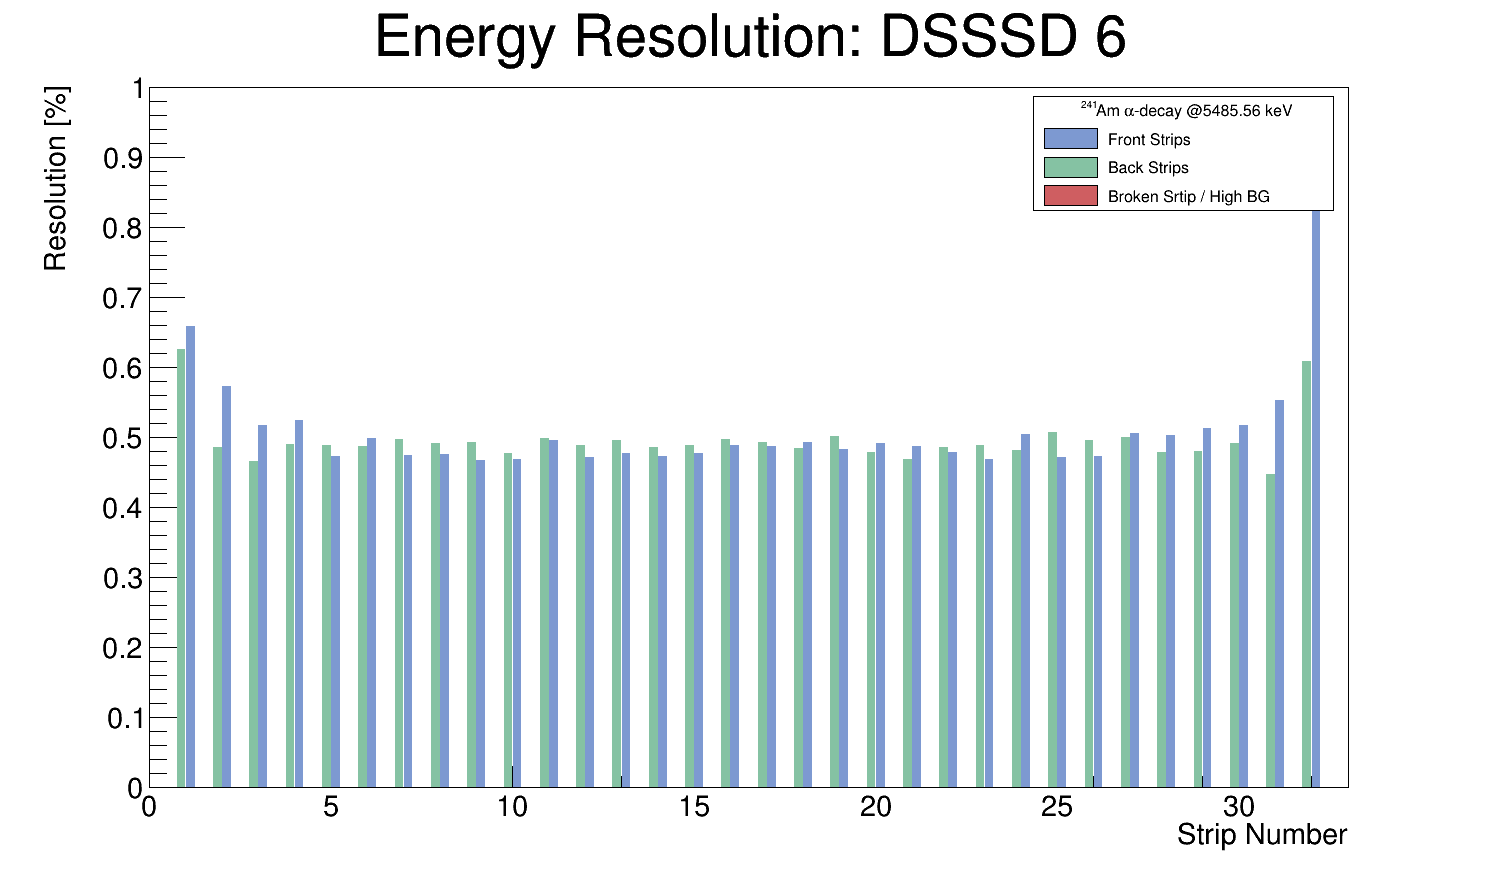 Energy Resolution: DSSSD 6
Resolution [%]
1
0.9
0.8
0.7
0.6
0.5
0.4
0.3
0.2
0.1
0
241Am α-decay @5485.56 keV
Front Strips
Back Strips
Broken Srtip / High BG
0 5 10 15 20 25 30
Strip Number